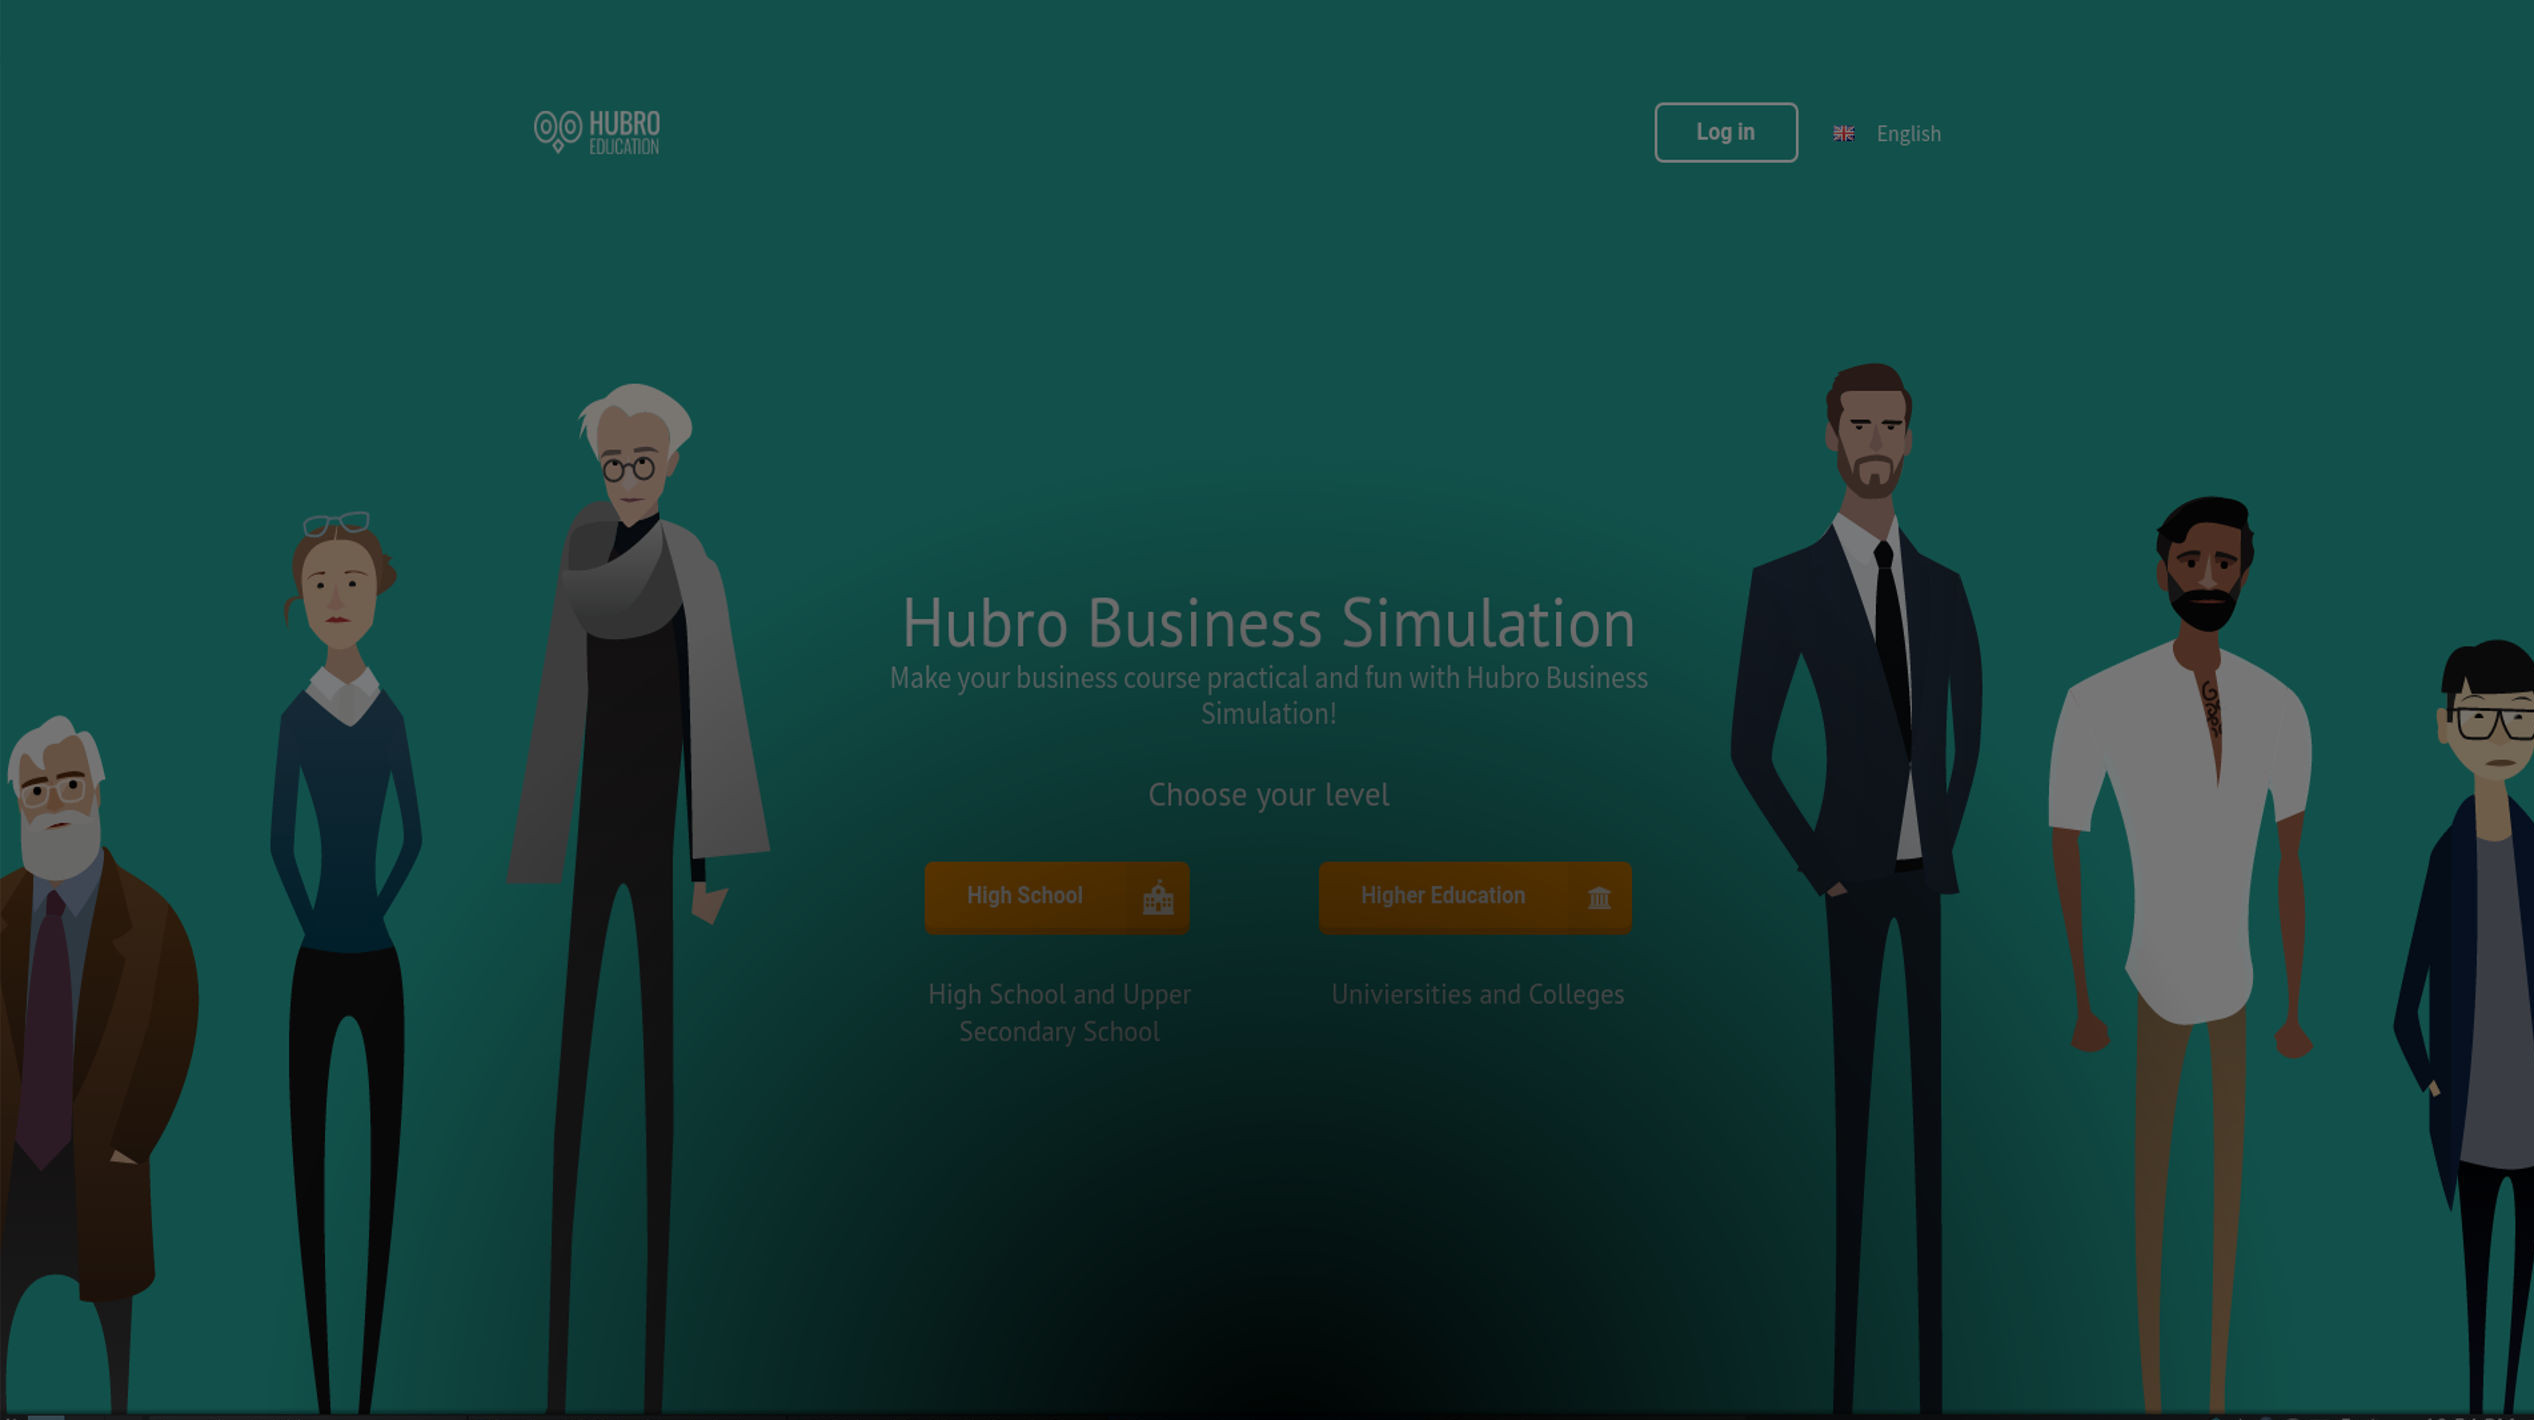 HUBRO
EDUCATION
Log in
English
Hubro Business Simulation
Make your business course practical and fun with Hubro Business
Simulation!
Choose your level
High School
Higher Education
High School and Upper
Secondary School
Univiersities and Colleges